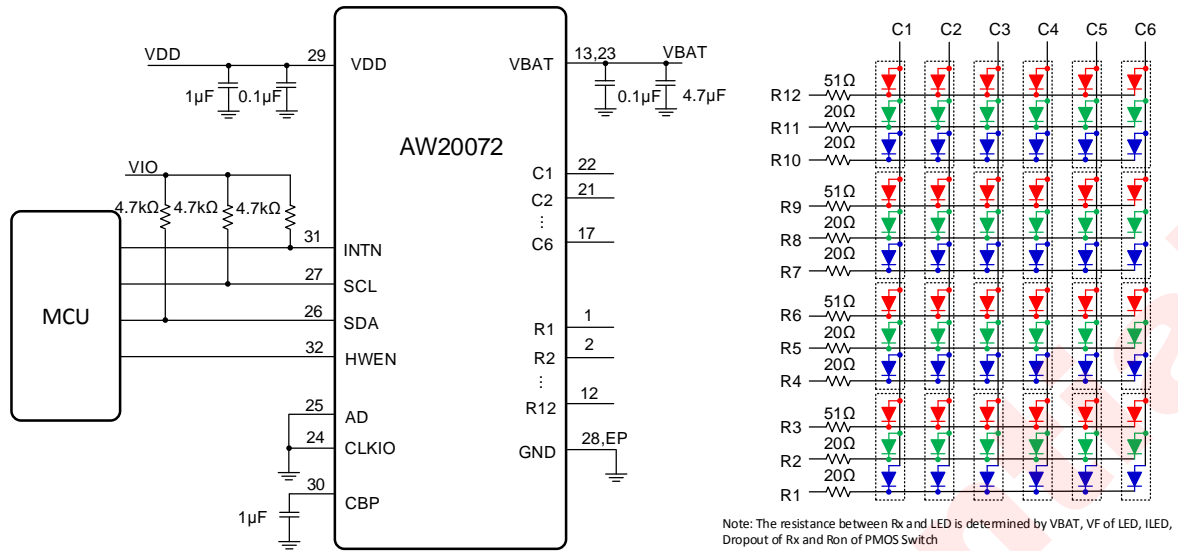 VDD
29
VDD
1µF
0.1µF
VBAT
13,23
VBAT
0.1µF
4.7µF
AW20072
C1
22
C2
21
⋮
C6
17
VIO
4.7kΩ
4.7kΩ
4.7kΩ
MCU
31
INTN
27
SCL
26
SDA
32
HWEN
25
AD
24
CLKIO
30
CBP
1µF
R1
1
R2
2
⋮
R12
12
GND
28,EP
C1 C2 C3 C4 C5 C6
51Ω
R12
20Ω
R11
20Ω
R10
51Ω
R9
20Ω
R8
20Ω
R7
51Ω
R6
20Ω
R5
20Ω
R4
51Ω
R3
20Ω
R2
20Ω
R1
Note: The resistance between Rx and LED is determined by VBAT, VF of LED, ILED,
Dropout of Rx and Ron of PMOS Switch